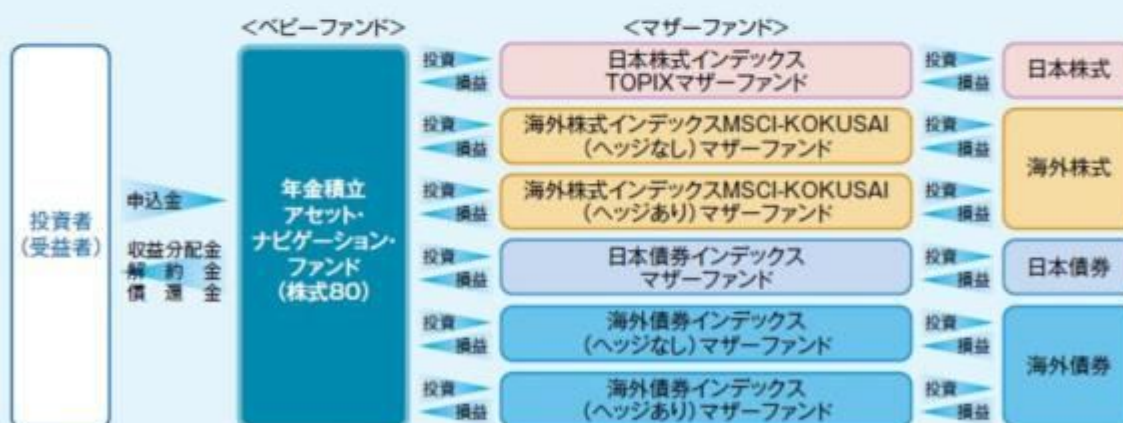 <ベビーファンド>
<マザーファンド>
投資者
(受益者)
申込金
収益分配金
解約金
償還金
年金積立
アセット・
ナビゲーション・
ファンド
(株式80)
投資
損益
日本株式インデックス
TOPIXマザーファンド
投資
損益
日本株式
投資
損益
海外株式インデックスMSCI-KOKUSAI
(ヘッジなし)マザーファンド
投資
損益
海外株式
投資
損益
海外株式インデックスMSCI-KOKUSAI
(ヘッジあり)マザーファンド
投資
損益
投資
損益
日本債券インデックス
マザーファンド
投資
損益
日本債券
投資
損益
海外債券インデックス
(ヘッジなし)マザーファンド
投資
損益
海外債券
投資
損益
海外債券インデックス
(ヘッジあり)マザーファンド
投資
損益